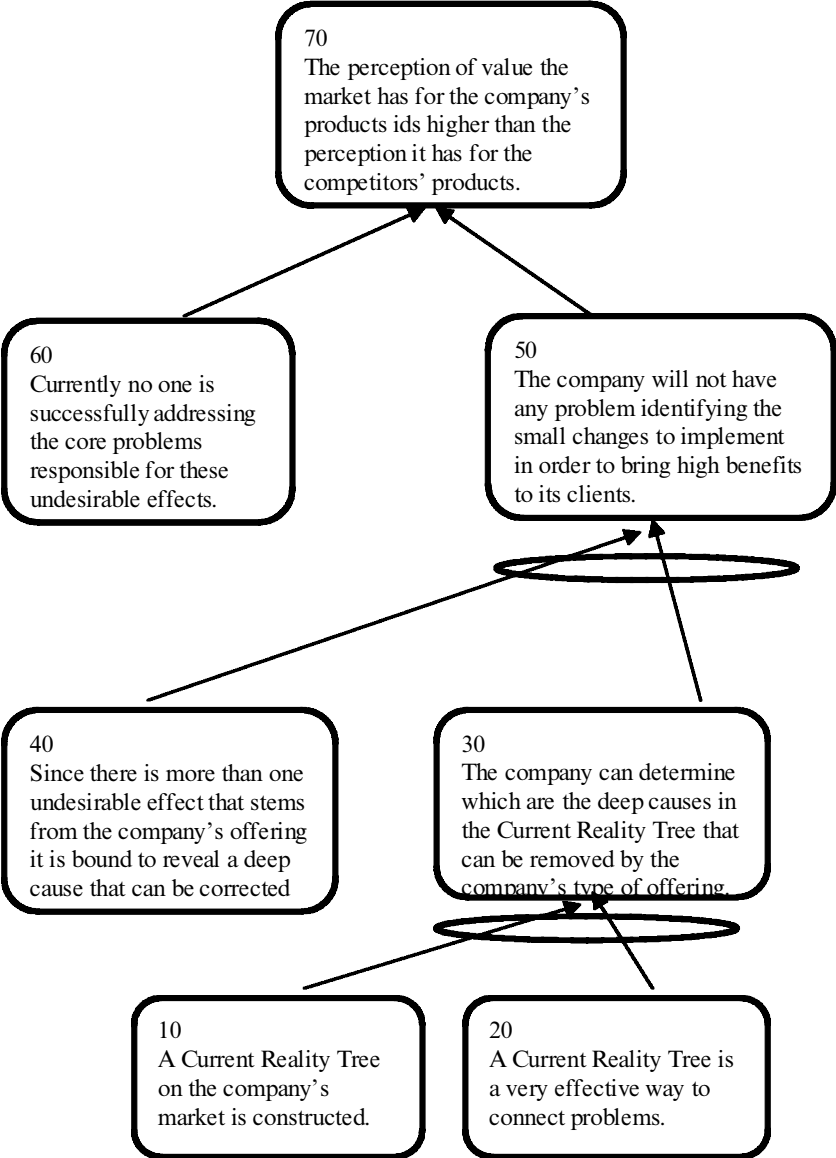 70
The perception of value the
market has for the company’s
products ids higher than the
perception it has for the
competitors’ products.
60
Currently no one is
successfully addressing
the core problems
responsible for these
undesirable effects.
50
The company will not have
any problem identifying the
small changes to implement
in order to bring high benefits
to its clients.
40
Since there is more than one
undesirable effect that stems
from the company’s offering
it is bound to reveal a deep
cause that can be corrected
30
The company can determine
which are the deep causes in
the Current Reality Tree that
can be removed by the
company’s type of offering.
10
A Current Reality Tree
on the company’s
market is constructed.
20
A Current Reality Tree is
a very effective way to
connect problems.